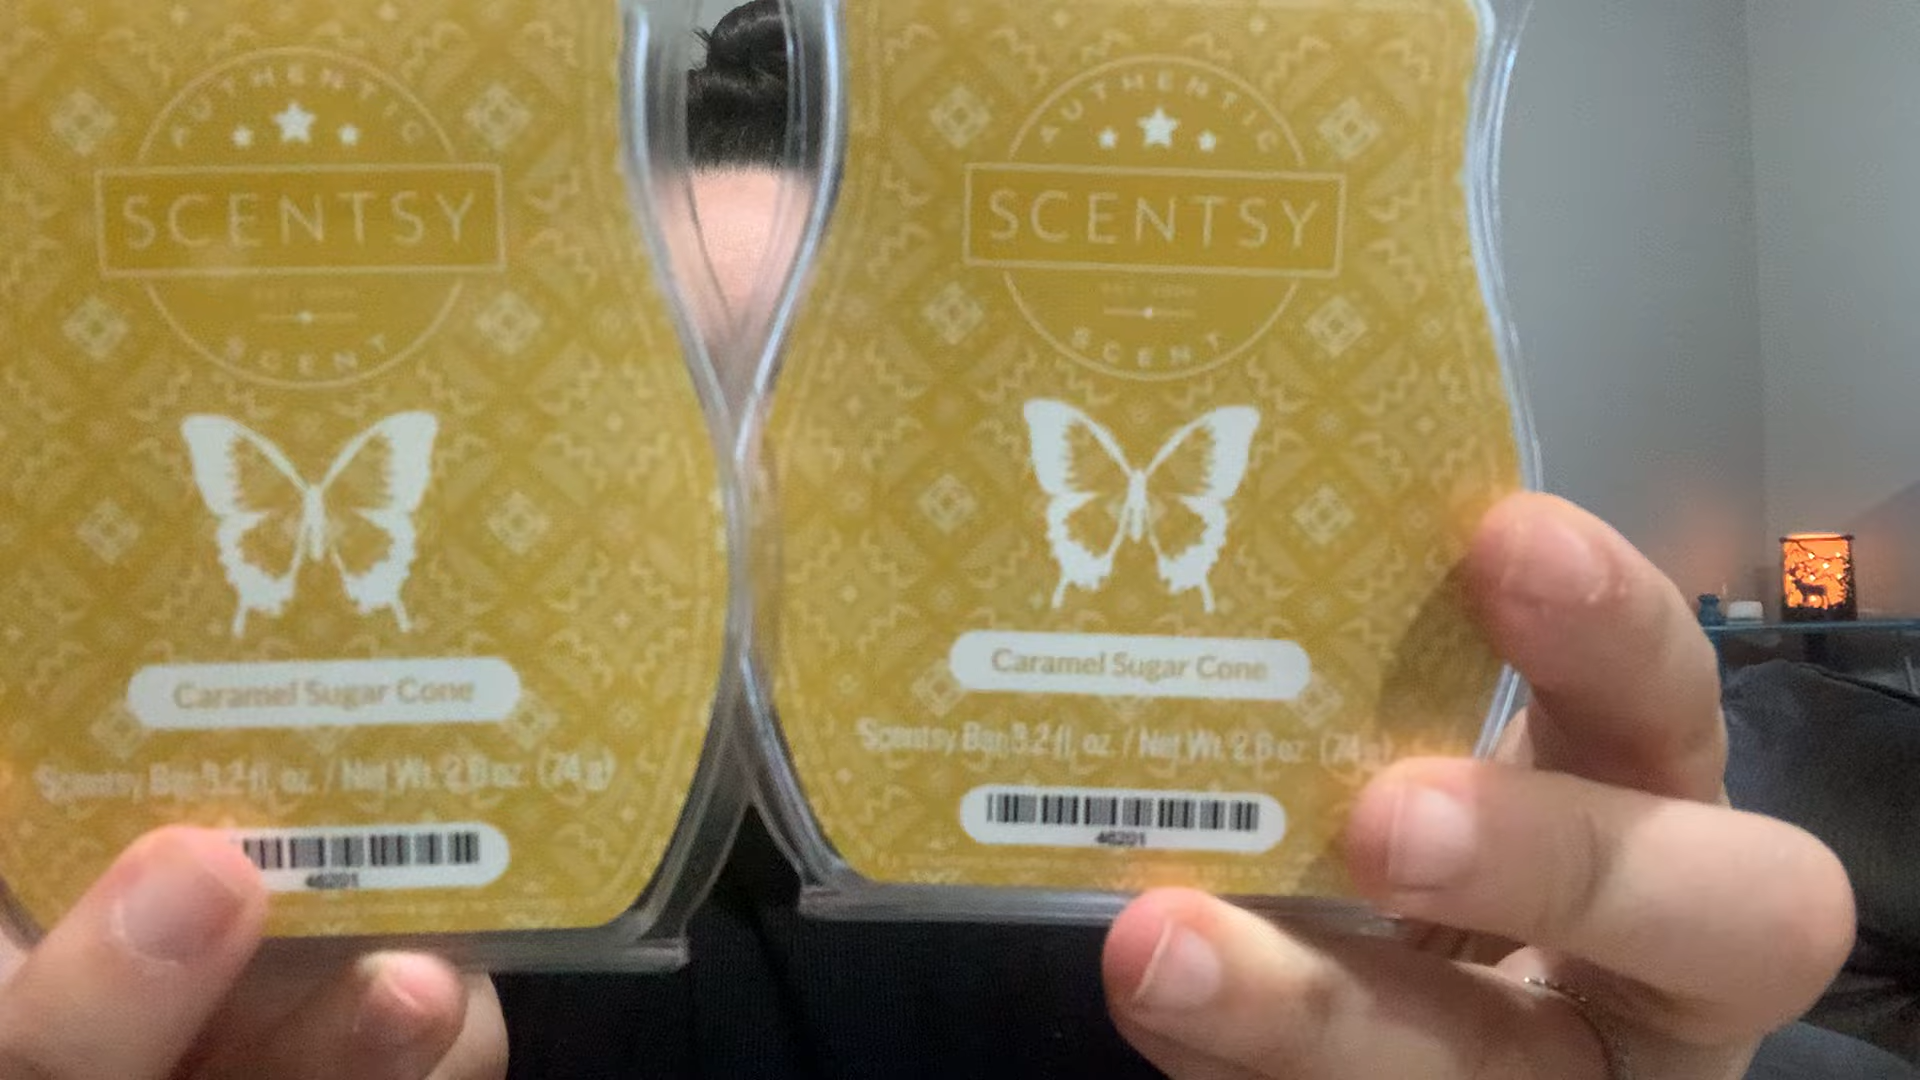 AUTHENTIC
SCENTSY
SCENT
Caramel Sugar Cone
Scentsy Bar 3.2 fl. oz. / Net Wt. 2.6 oz (74 g)
46201
AUTHENTIC
SCENTSY
SCENT
Caramel Sugar Cone
Scentsy Bar 3.2 fl. oz. / Net Wt. 2.6 oz (74 g)
46201